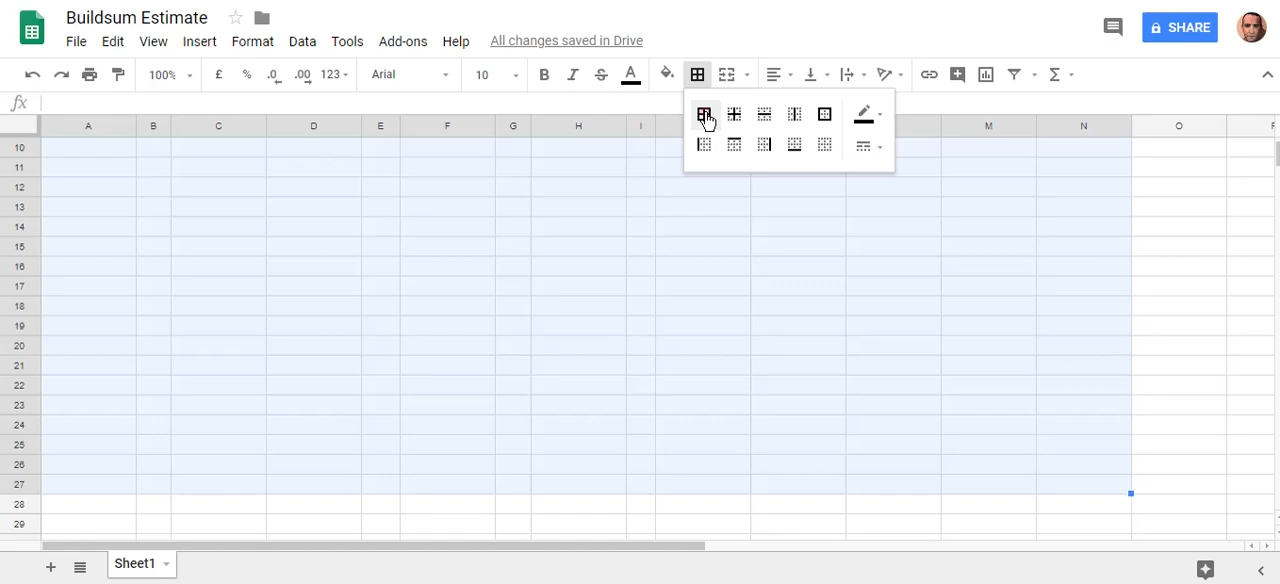 Buildsum Estimate
SHARE
File Edit View Insert Format Data Tools Add-ons Help All changes saved in Drive
100% £ % .0 .00 123 Arial 10 B I S A Σ
fx
A B C D E F G H I M N O
10
11
12
13
14
15
16
17
18
19
20
21
22
23
24
25
26
27
28
29
+ Sheet1